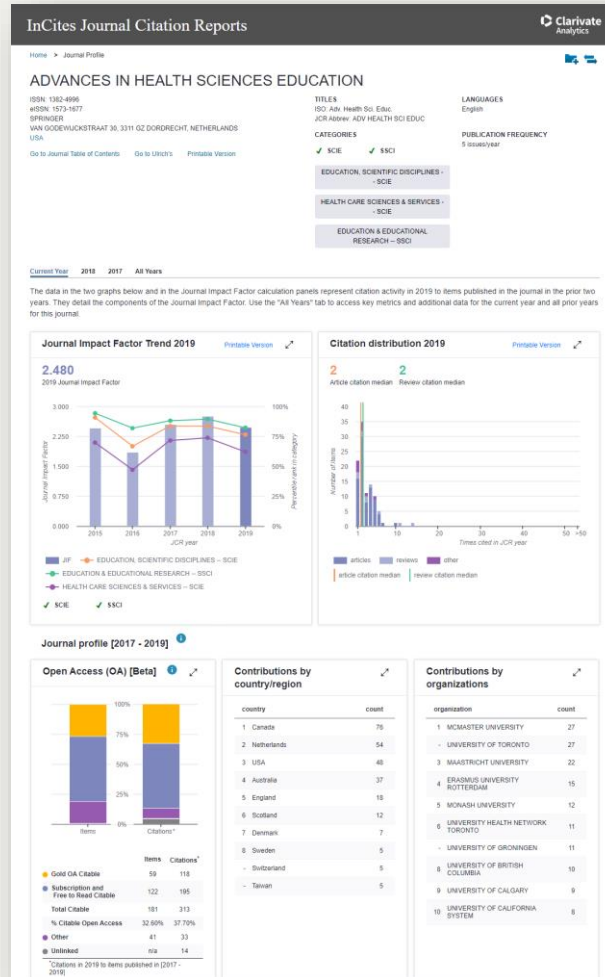 InCites Journal Citation Reports
Clarivate
Analytics
Home > Journal Profile
ADVANCES IN HEALTH SCIENCES EDUCATION
ISSN: 1382-4996
eISSN: 1573-1677
SPRINGER
VAN GODEWIJCKSTRAAT 30, 3311 GZ DORDRECHT, NETHERLANDS
USA
Go to Journal Table of Contents Go to Ulrich's Printable Version
TITLES
ISO: Adv. Health Sci. Educ.
JCR Abbrev: ADV HEALTH SCI EDUC
CATEGORIES
✓ SCIE ✓ SSCI
EDUCATION, SCIENTIFIC DISCIPLINES -
- SCIE
HEALTH CARE SCIENCES & SERVICES -
- SCIE
EDUCATION & EDUCATIONAL
RESEARCH -- SSCI
LANGUAGES
English
PUBLICATION FREQUENCY
5 issues/year
Current Year 2018 2017 All Years
The data in the two graphs below and in the Journal Impact Factor calculation panels represent citation activity in 2019 to items published in the journal in the prior two
years. They detail the components of the Journal Impact Factor. Use the "All Years" tab to access key metrics and additional data for the current year and all prior years
for this journal.
Journal Impact Factor Trend 2019 Printable Version
2.480
2019 Journal Impact Factor
3.000 100%
2.250 75%
1.500 50%
0.750 25%
0.000 0%
Journal Impact Factor
Percentile rank in category
2015 2016 2017 2018 2019
JCR year
JIF EDUCATION, SCIENTIFIC DISCIPLINES -- SCIE
EDUCATION & EDUCATIONAL RESEARCH -- SSCI
HEALTH CARE SCIENCES & SERVICES -- SCIE
✓ SCIE ✓ SSCI
Citation distribution 2019 Printable Version
2 2
Article citation median Review citation median
40
35
30
25
20
15
10
5
0
Number of items
1 10 20 30 40 50 >50
Times cited in JCR year
articles reviews other
article citation median review citation median
Journal profile [2017 - 2019]
Open Access (OA) [Beta]
100%
75%
50%
25%
0%
Items Citations*
Items Citations*
Gold OA Citable 59 118
Subscription and
Free to Read Citable 122 195
Total Citable 181 313
% Citable Open Access 32.60% 37.70%
Other 41 33
Unlinked n/a 14
*Citations in 2019 to items published in [2017 -
2019]
Contributions by
country/region
country count
1 Canada 76
2 Netherlands 54
3 USA 48
4 Australia 37
5 England 18
6 Scotland 12
7 Denmark 7
8 Sweden 5
- Switzerland 5
- Taiwan 5
Contributions by
organizations
organization count
1 MCMASTER UNIVERSITY 27
- UNIVERSITY OF TORONTO 27
3 MAASTRICHT UNIVERSITY 22
4 ERASMUS UNIVERSITY
ROTTERDAM 15
5 MONASH UNIVERSITY 12
6 UNIVERSITY HEALTH NETWORK
TORONTO 11
- UNIVERSITY OF GRONINGEN 11
8 UNIVERSITY OF BRITISH
COLUMBIA 10
9 UNIVERSITY OF CALGARY 9
10 UNIVERSITY OF CALIFORNIA
SYSTEM 8